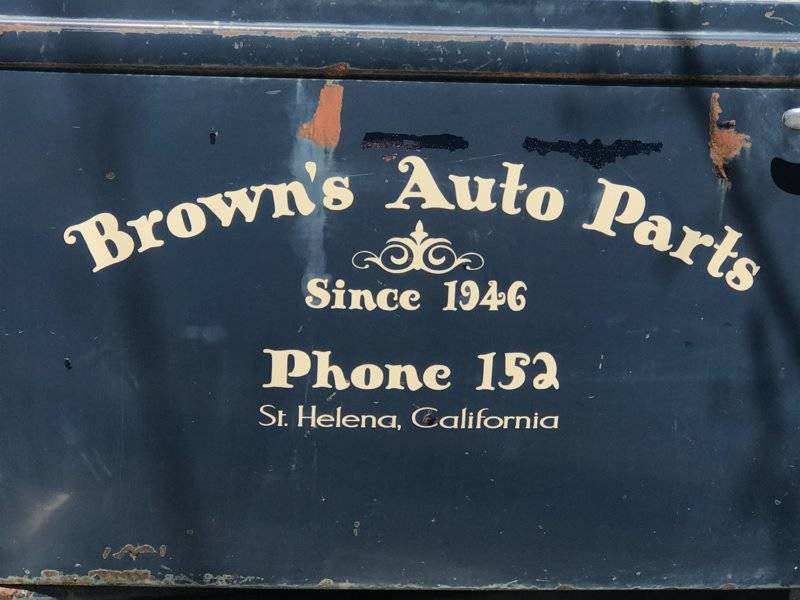 Brown's Auto Parts
Since 1946
Phone 152
St. Helena, California